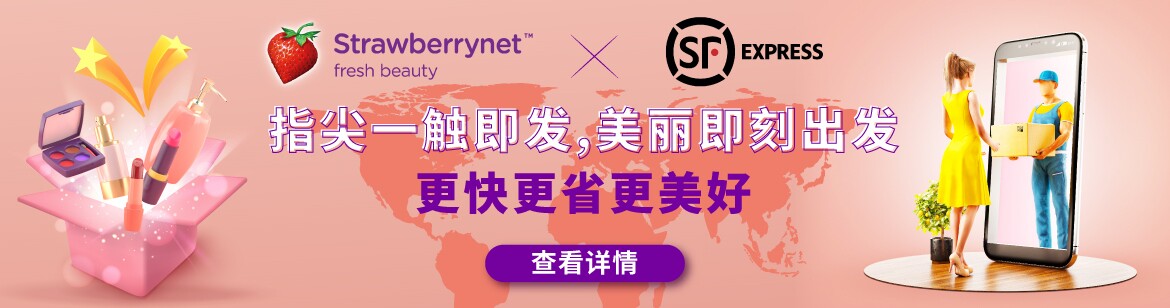 Strawberrynet™
fresh beauty
SF EXPRESS
指尖一触即发,美丽即刻出发
更快更省更美好
查看详情